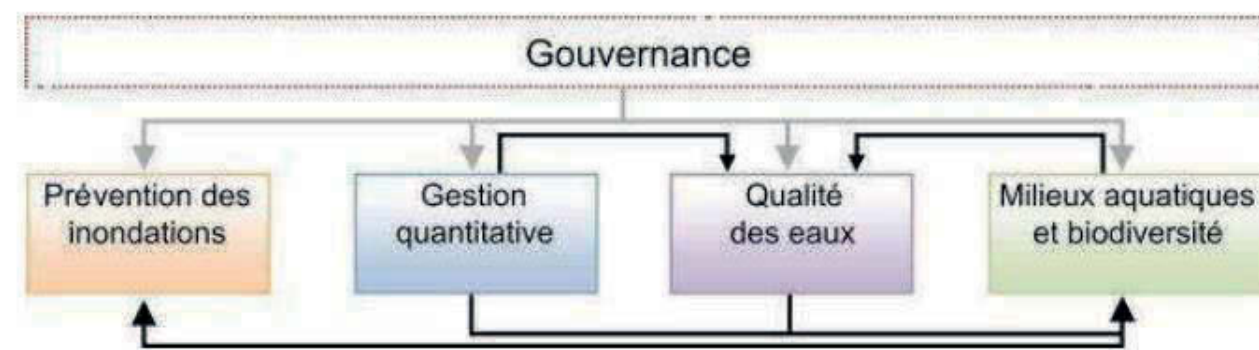 Gouvernance
Prévention des
inondations
Gestion
quantitative
Qualité
des eaux
Milieux aquatiques
et biodiversité